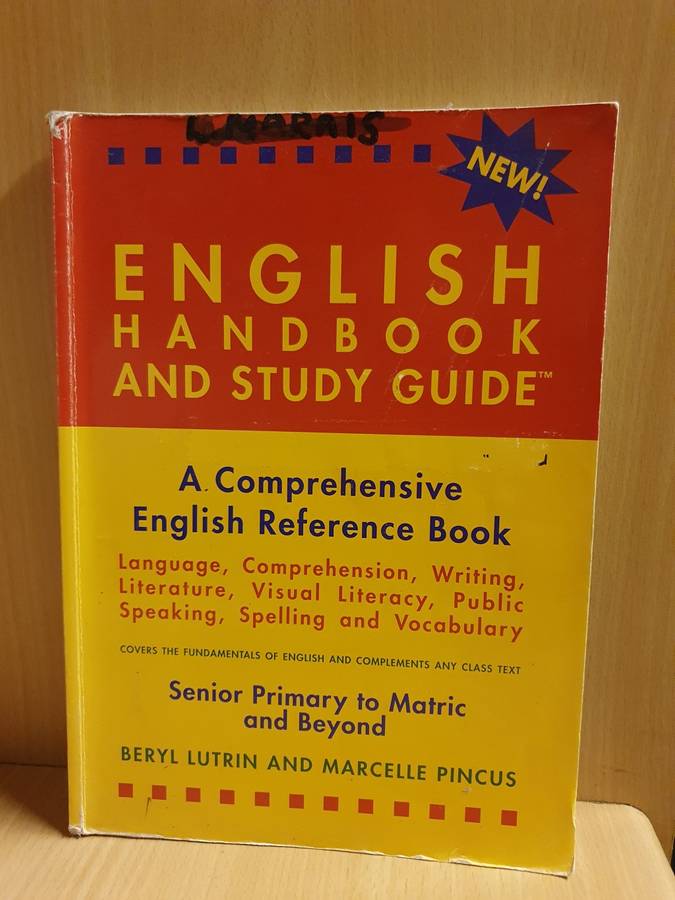 MARAIS
NEW!
ENGLISH
HANDBOOK
AND STUDY GUIDE™
A Comprehensive
English Reference Book
Language, Comprehension, Writing,
Literature, Visual Literacy, Public
Speaking, Spelling and Vocabulary
COVERS THE FUNDAMENTALS OF ENGLISH AND COMPLEMENTS ANY CLASS TEXT
Senior Primary to Matric
and Beyond
BERYL LUTRIN AND MARCELLE PINCUS